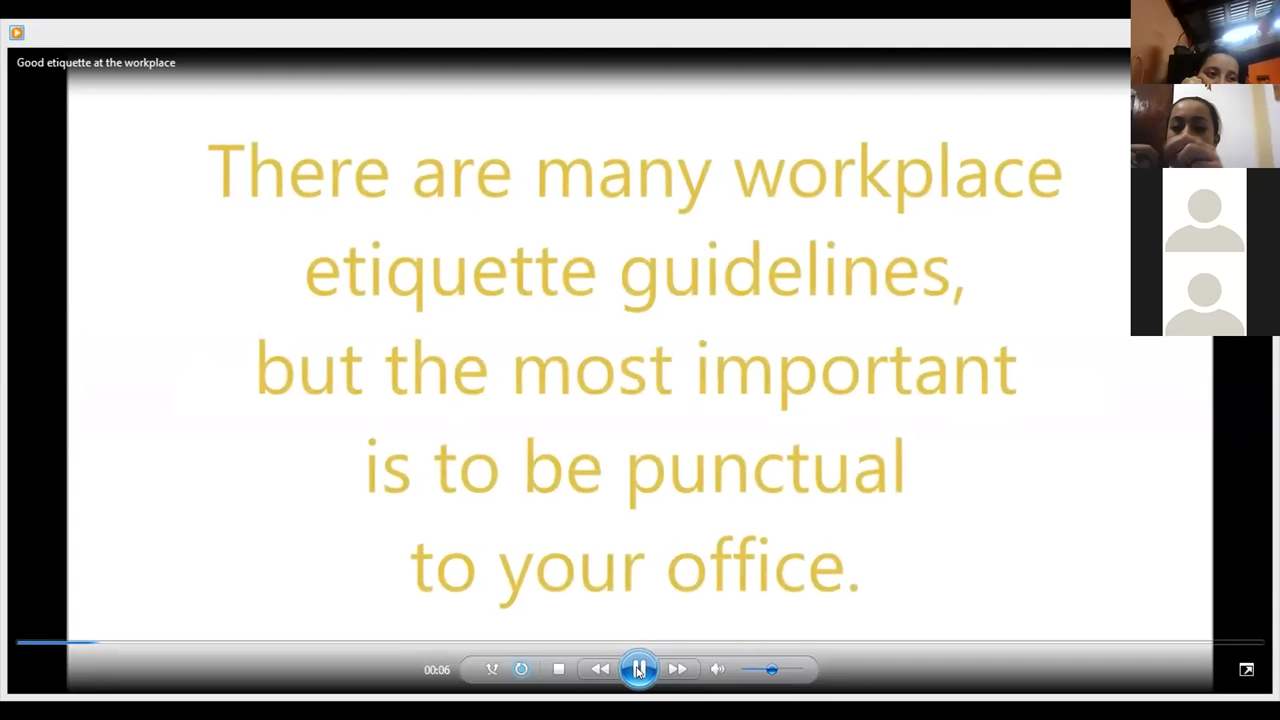 Good etiquette at the workplace
There are many workplace
etiquette guidelines,
but the most important
is to be punctual
to your office.
00:06